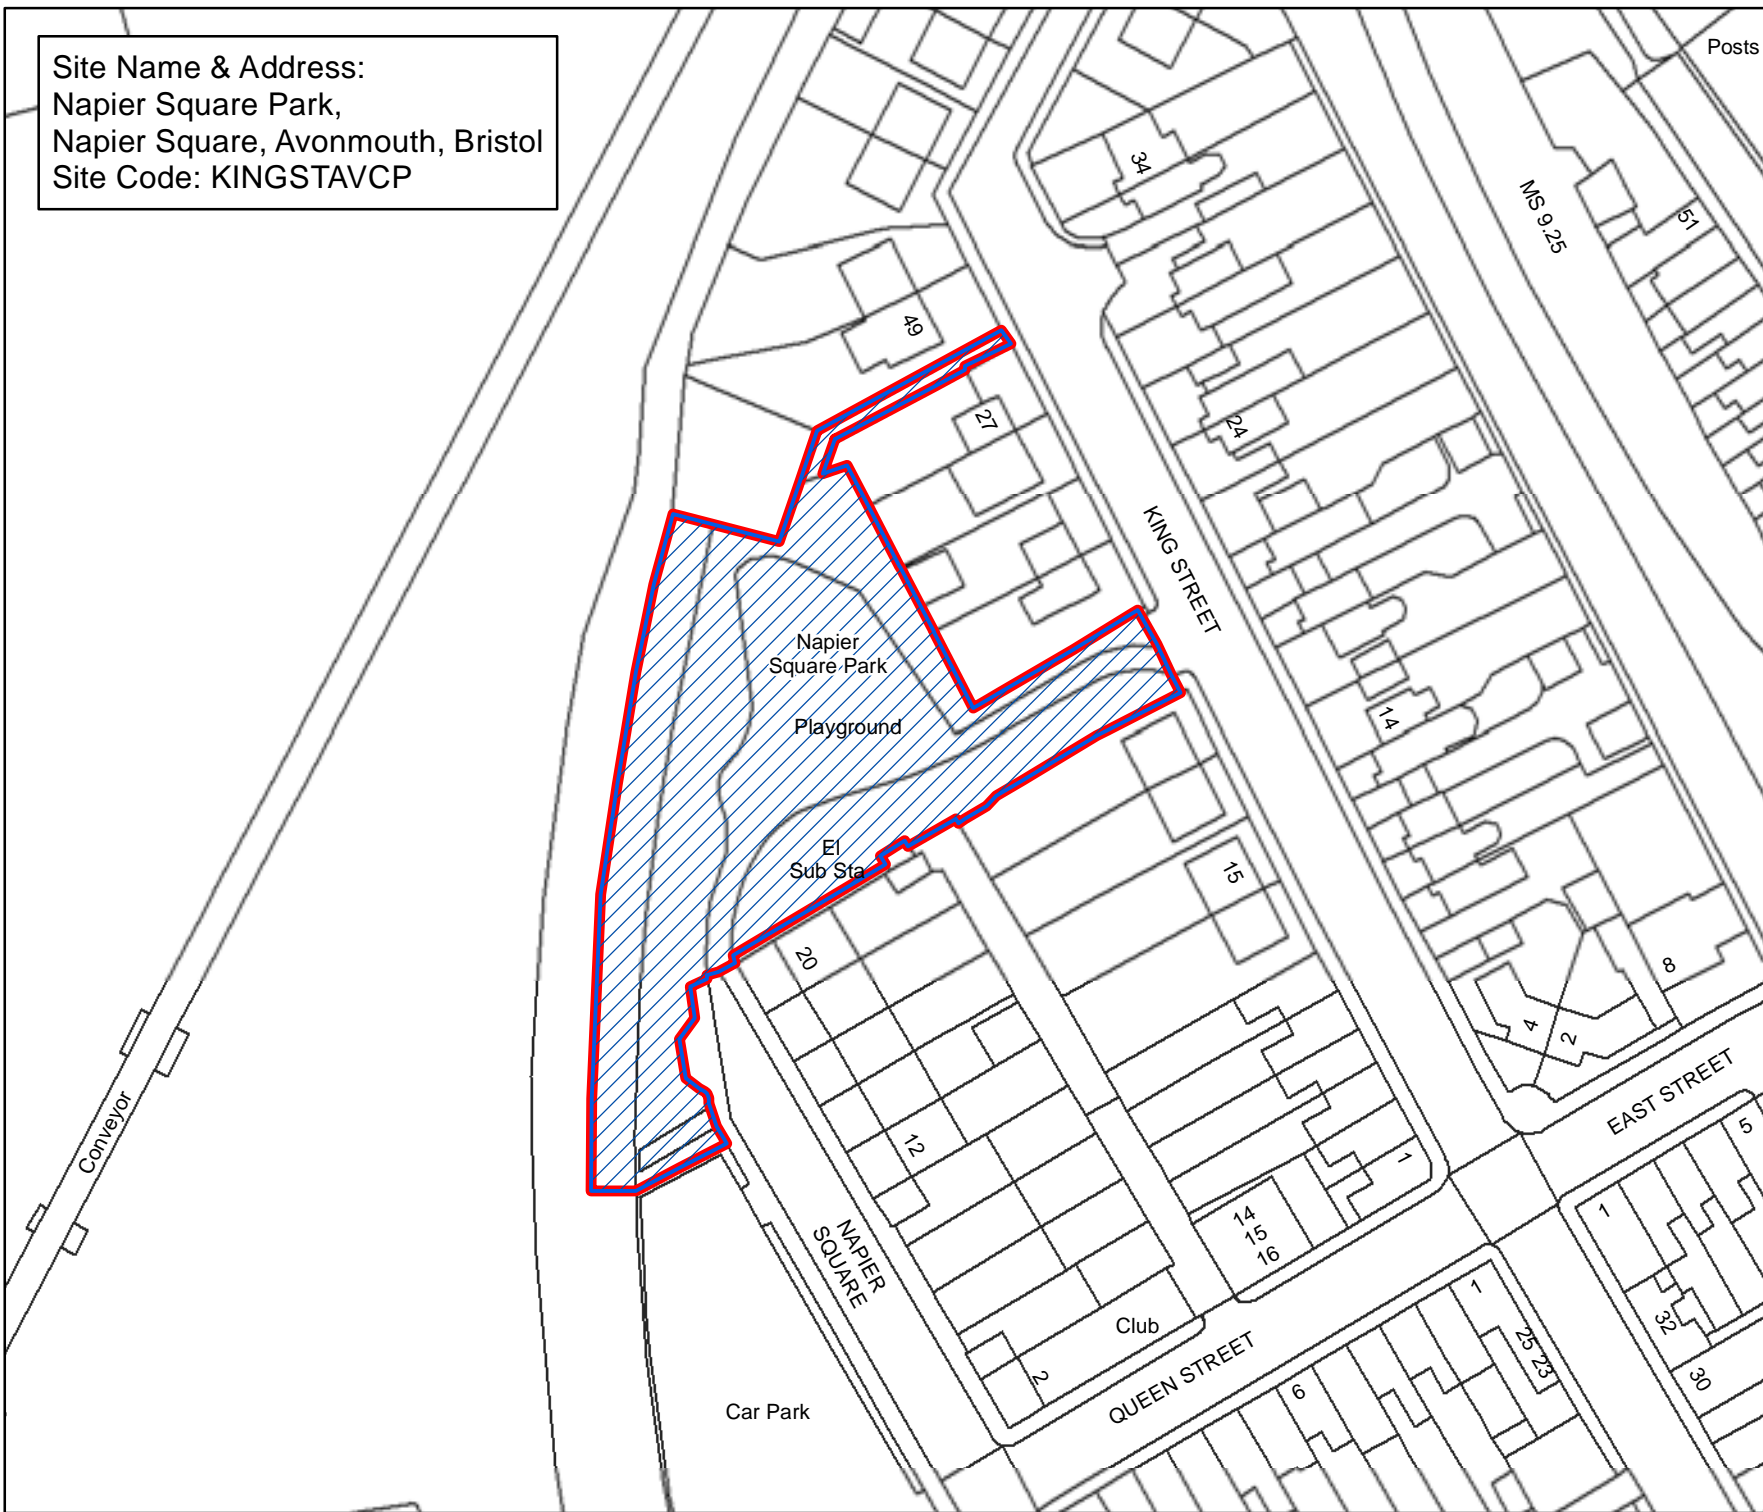 Site Name & Address:
Napier Square Park,
Napier Square, Avonmouth, Bristol
Site Code: KINGSTAVCP
Posts
34
MS 9.25
51
49
27
24
KING STREET
Napier
Square Park
Playground
14
El
Sub Sta
15
20
8
4
2
EAST STREET
Conveyor
12
1
5
14
15
16
1
NAPIER
SQUARE
Club
1
32
25 23
2
QUEEN STREET
6
30
Car Park